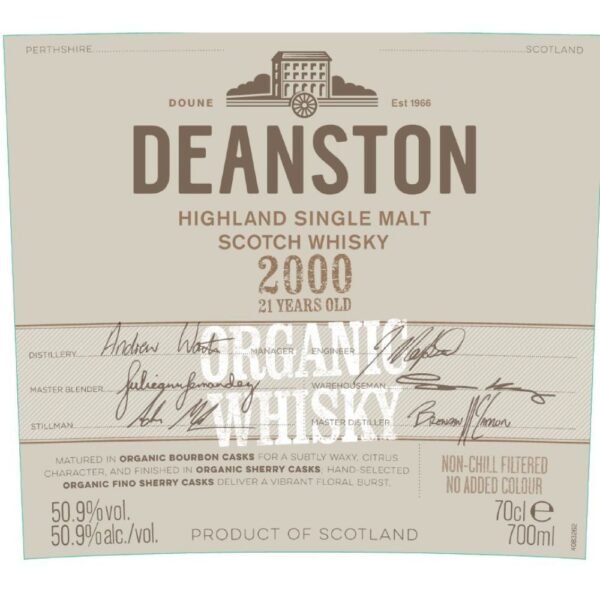 PERTHSHIRE SCOTLAND
DOUNE Est 1966
DEANSTON
HIGHLAND SINGLE MALT
SCOTCH WHISKY
2000
21 YEARS OLD
ORGANIC
WHISKY
DISTILLERY Andrew MANAGER ENGINEER
MASTER BLENDER Julieann Fernandez WAREHOUSEMAN
STILLMAN MASTER DISTILLER
MATURED IN ORGANIC BOURBON CASKS FOR A SUBTLY WAXY, CITRUS
CHARACTER, AND FINISHED IN ORGANIC SHERRY CASKS; HAND-SELECTED
ORGANIC FINO SHERRY CASKS DELIVER A VIBRANT FLORAL BURST.
NON-CHILL FILTERED
NO ADDED COLOUR
50.9%vol.
50.9%alc./vol.
PRODUCT OF SCOTLAND
70cl e
700ml